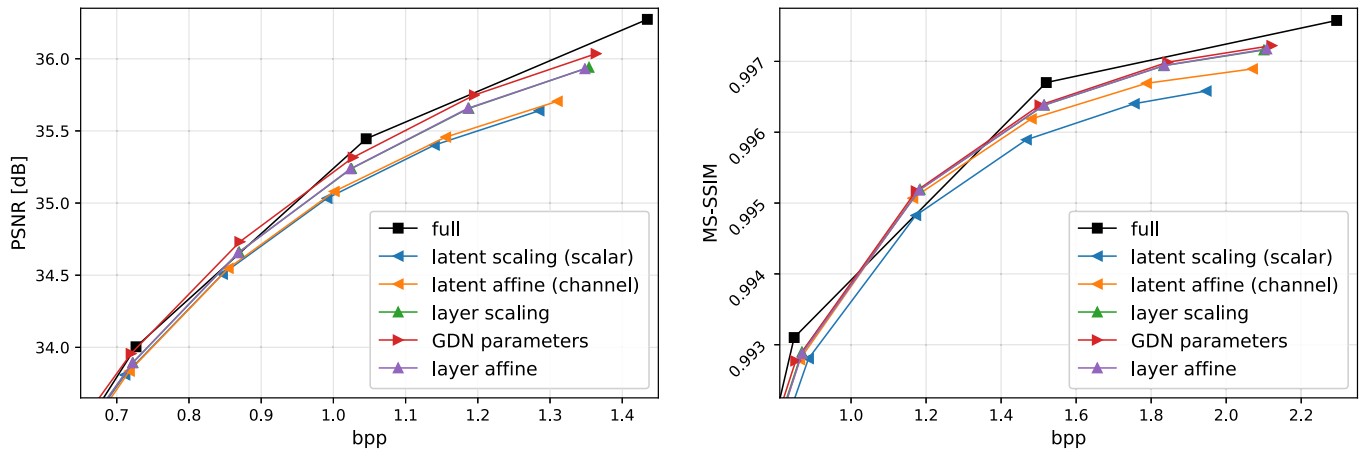 PSNR [dB]
36.0
35.5
35.0
34.5
34.0
0.7 0.8 0.9 1.0 1.1 1.2 1.3 1.4
bpp
full
latent scaling (scalar)
latent affine (channel)
layer scaling
GDN parameters
layer affine
MS-SSIM
0.997
0.996
0.995
0.994
0.993
1.0 1.2 1.4 1.6 1.8 2.0 2.2
bpp
full
latent scaling (scalar)
latent affine (channel)
layer scaling
GDN parameters
layer affine